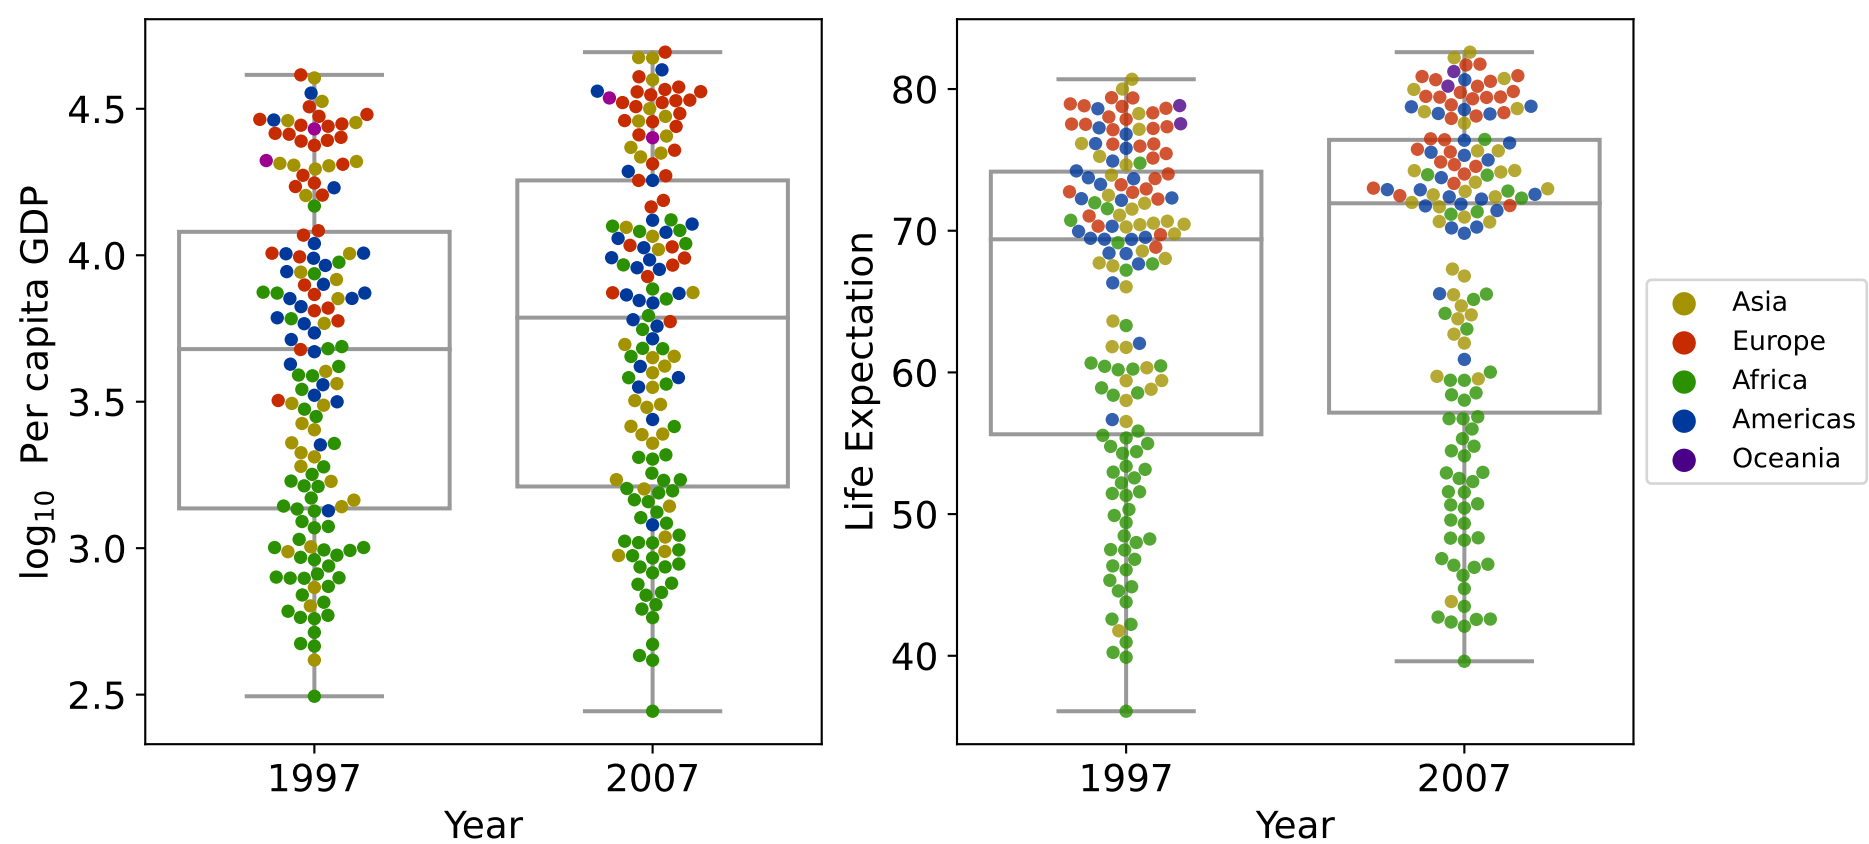 log₁₀ Per capita GDP
4.5
4.0
3.5
3.0
2.5
1997
2007
Year
Life Expectation
80
70
60
50
40
1997
2007
Year
Asia
Europe
Africa
Americas
Oceania